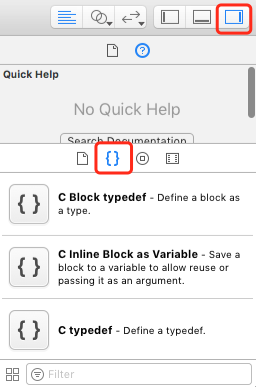 Quick Help
No Quick Help
Search Documentation
{ }
{ } C Block typedef - Define a block as
a type.
{ } C Inline Block as Variable - Save a
block to a variable to allow reuse or
passing it as an argument.
{ } C typedef - Define a typedef.
Filter